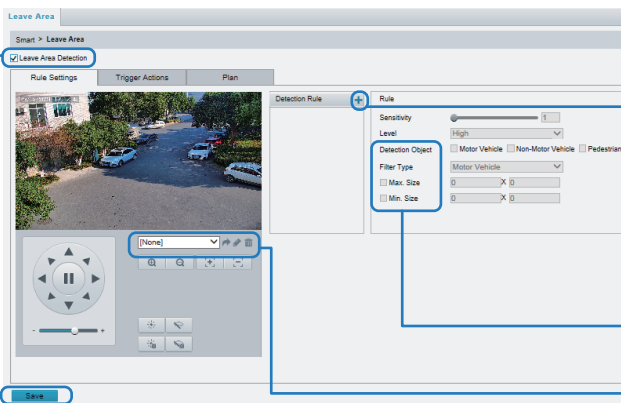 Leave Area
Smart > Leave Area
Leave Area Detection
Rule Settings Trigger Actions Plan
Detection Rule
Rule
Sensitivity 1
Level High
Detection Object Motor Vehicle Non-Motor Vehicle Pedestrian
Filter Type Motor Vehicle
Max. Size 0 X 0
Min. Size 0 X 0
[None]
- +
Save